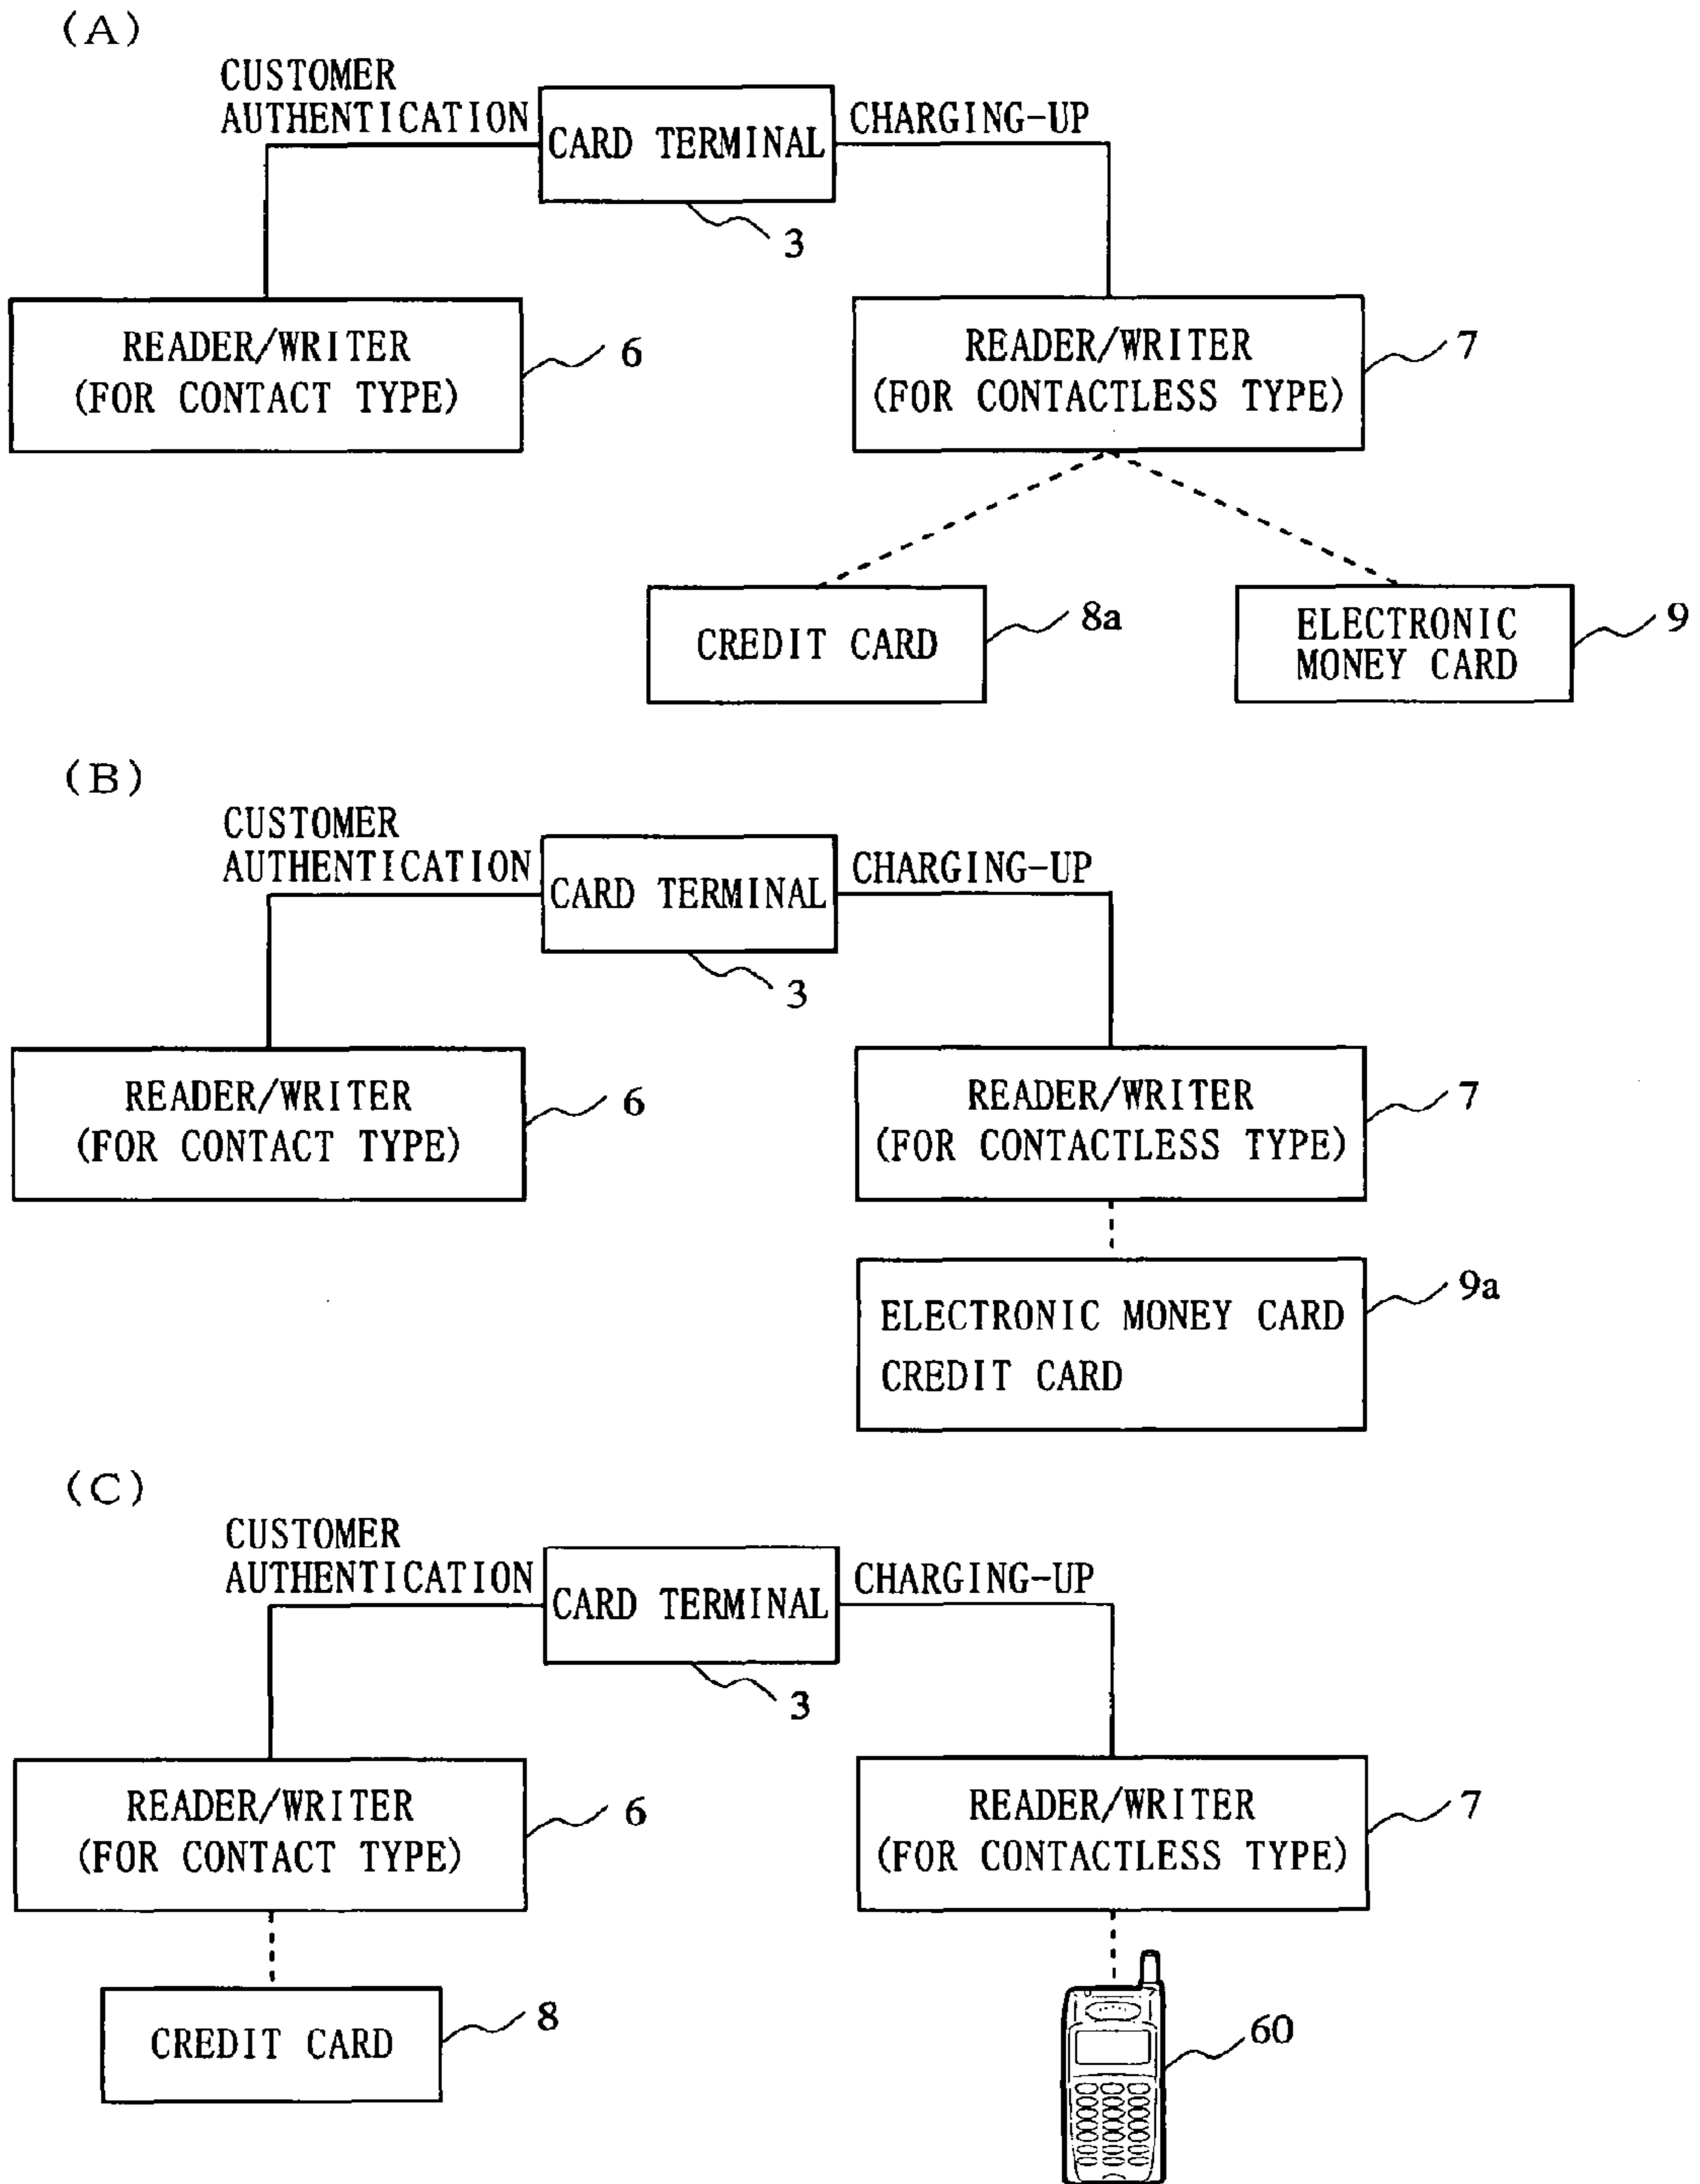 (A)
CUSTOMER
AUTHENTICATION
CARD TERMINAL
CHARGING-UP
3
READER/WRITER
(FOR CONTACT TYPE)
6
READER/WRITER
(FOR CONTACTLESS TYPE)
7
CREDIT CARD
8a
ELECTRONIC
MONEY CARD
9
(B)
CUSTOMER
AUTHENTICATION
CARD TERMINAL
CHARGING-UP
3
READER/WRITER
(FOR CONTACT TYPE)
6
READER/WRITER
(FOR CONTACTLESS TYPE)
7
ELECTRONIC MONEY CARD
CREDIT CARD
9a
(C)
CUSTOMER
AUTHENTICATION
CARD TERMINAL
CHARGING-UP
3
READER/WRITER
(FOR CONTACT TYPE)
6
READER/WRITER
(FOR CONTACTLESS TYPE)
7
CREDIT CARD
8
60